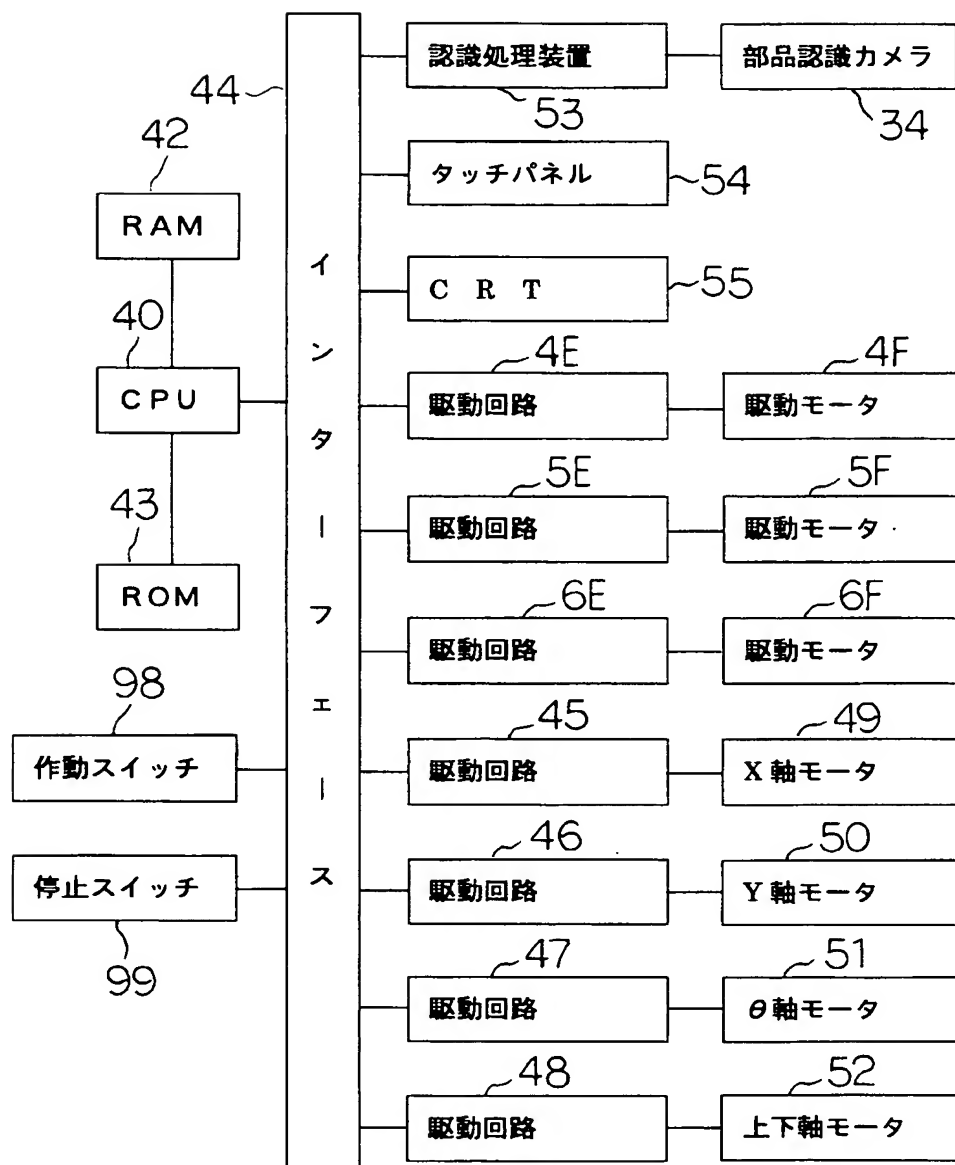 44
認識処理装置
53
部品認識カメラ
34
42
RAM
タッチパネル
54
40
CPU
C R T
55
43
ROM
インターフェース
4E
駆動回路
4F
駆動モータ
5E
駆動回路
5F
駆動モータ
6E
駆動回路
6F
駆動モータ
98
作動スイッチ
45
駆動回路
49
X軸モータ
停止スイッチ
99
46
駆動回路
50
Y軸モータ
47
駆動回路
51
θ軸モータ
48
駆動回路
52
上下軸モータ